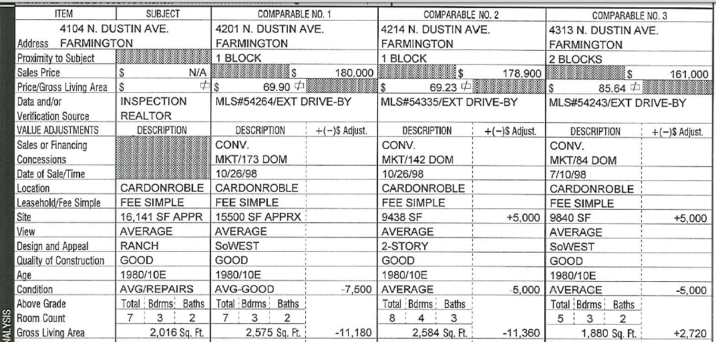 ITEM SUBJECT COMPARABLE NO. 1 COMPARABLE NO. 2 COMPARABLE NO. 3
4104 N. DUSTIN AVE. 4201 N. DUSTIN AVE. 4214 N. DUSTIN AVE. 4313 N. DUSTIN AVE.
Address FARMINGTON FARMINGTON FARMINGTON FARMINGTON
Proximity to Subject 1 BLOCK 1 BLOCK 2 BLOCKS
Sales Price $ N/A $ 180,000 $ 178,900 $ 161,000
Price/Gross Living Area $ $ 69.90 $ 69.23 $ 85.64
Data and/or INSPECTION MLS#54264/EXT DRIVE-BY MLS#54335/EXT DRIVE-BY MLS#54243/EXT DRIVE-BY
Verification Source REALTOR
VALUE ADJUSTMENTS DESCRIPTION DESCRIPTION +(-)$ Adjust. DESCRIPTION +(-)$ Adjust. DESCRIPTION +(-)$ Adjust.
Sales or Financing CONV. CONV. CONV.
Concessions MKT/173 DOM MKT/142 DOM MKT/84 DOM
Date of Sale/Time 10/26/98 10/26/98 7/10/98
Location CARDONROBLE CARDONROBLE CARDONROBLE CARDONROBLE
Leasehold/Fee Simple FEE SIMPLE FEE SIMPLE FEE SIMPLE FEE SIMPLE
Site 16,141 SF APPR 15500 SF APPRX 9438 SF +5,000 9840 SF +5,000
View AVERAGE AVERAGE AVERAGE AVERAGE
Design and Appeal RANCH SoWEST 2-STORY SoWEST
Quality of Construction GOOD GOOD GOOD GOOD
Age 1980/10E 1980/10E 1980/10E 1980/10E
Condition AVG/REPAIRS AVG-GOOD -7,500 AVERAGE -5,000 AVERAGE -5,000
Above Grade Total Bdrms Baths Total Bdrms Baths Total Bdrms Baths Total Bdrms Baths
Room Count 7 3 2 7 3 2 8 4 3 5 3 2
Gross Living Area 2,016 Sq. Ft. 2,575 Sq. Ft. -11,180 2,584 Sq. Ft. -11,360 1,880 Sq. Ft. +2,720